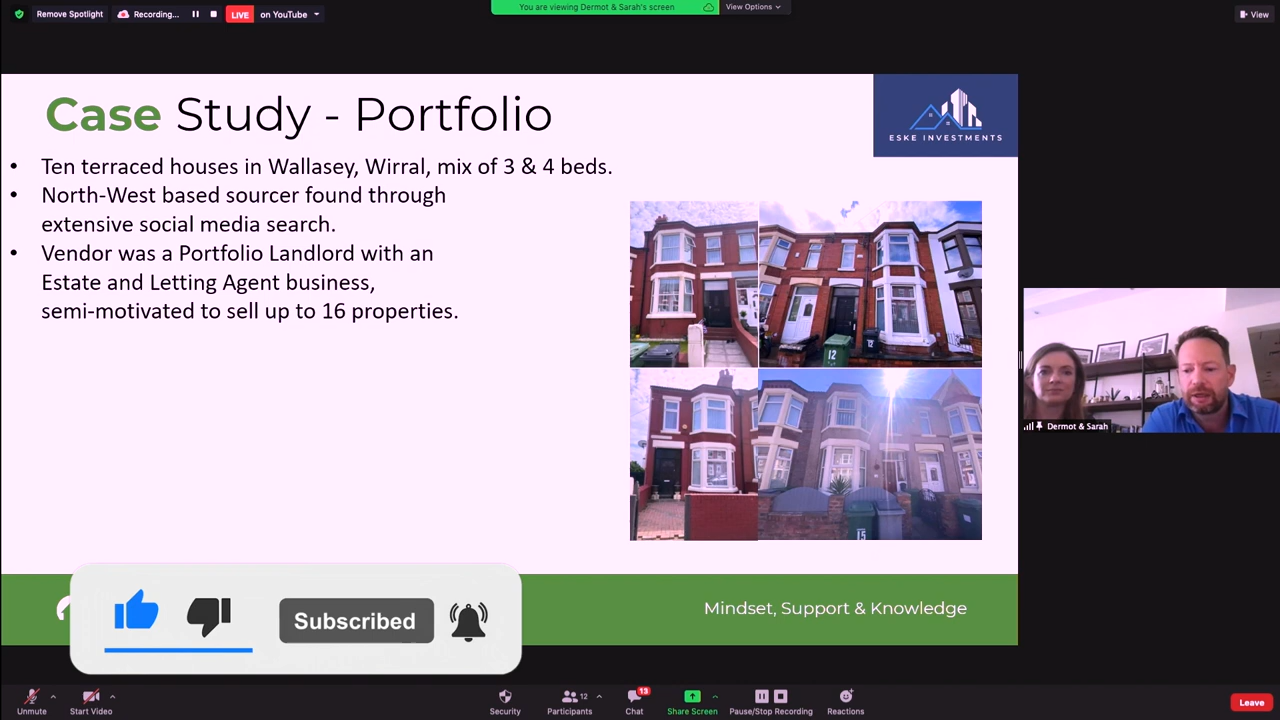 Remove Spotlight
Recording...
LIVE
on YouTube
You are viewing Dermot & Sarah's screen
View Options
View
Case Study - Portfolio
ESKE INVESTMENTS
• Ten terraced houses in Wallasey, Wirral, mix of 3 & 4 beds.
• North-West based sourcer found through
extensive social media search.
• Vendor was a Portfolio Landlord with an
Estate and Letting Agent business,
semi-motivated to sell up to 16 properties.
12
12
15
Dermot & Sarah
Mindset, Support & Knowledge
Subscribed
Unmute
Start Video
Security
12
Participants
13
Chat
Share Screen
Pause/Stop Recording
Reactions
Leave